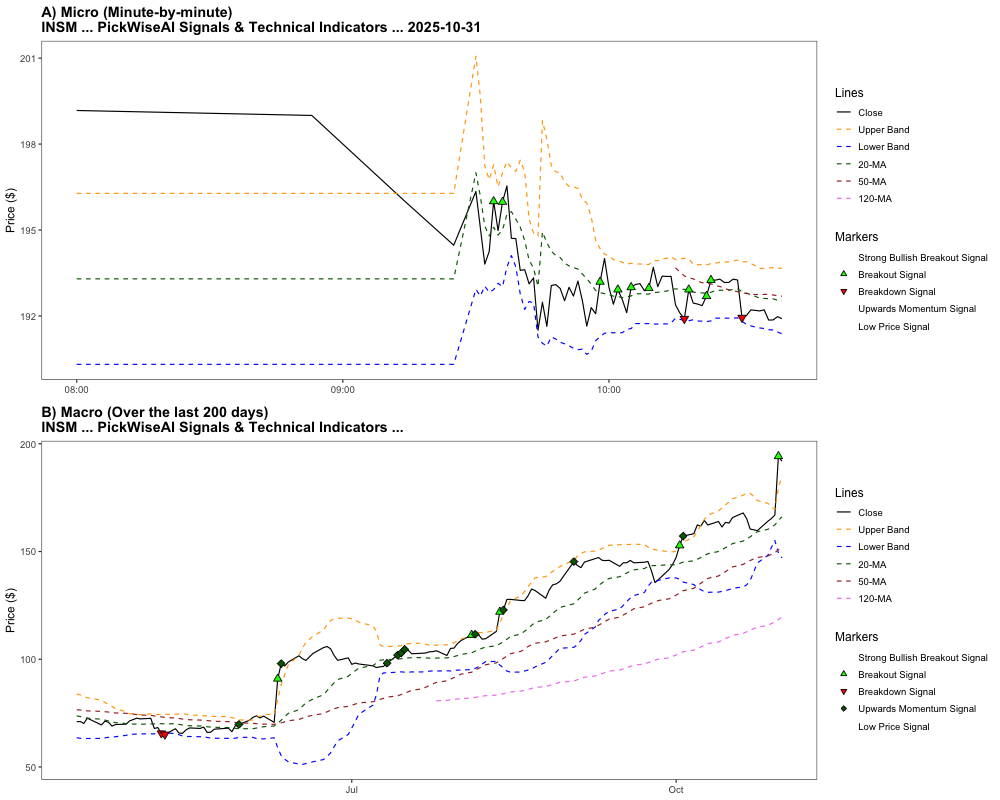 A) Micro (Minute-by-minute)
INSM ... PickWiseAI Signals & Technical Indicators ... 2025-10-31
Price ($)
201
198
195
192
08:00
09:00
10:00
Lines
Close
Upper Band
Lower Band
20-MA
50-MA
120-MA
Markers
Strong Bullish Breakout Signal
Breakout Signal
Breakdown Signal
Upwards Momentum Signal
Low Price Signal
B) Macro (Over the last 200 days)
INSM ... PickWiseAI Signals & Technical Indicators ...
Price ($)
200
150
100
50
Jul
Oct
Lines
Close
Upper Band
Lower Band
20-MA
50-MA
120-MA
Markers
Strong Bullish Breakout Signal
Breakout Signal
Breakdown Signal
Upwards Momentum Signal
Low Price Signal